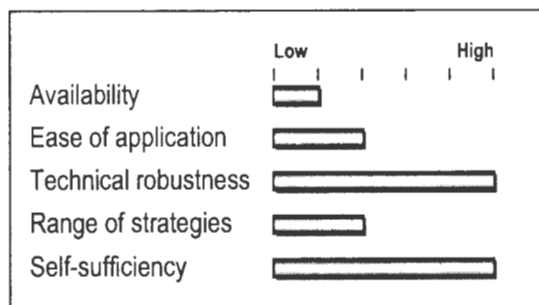 Low High
Availability
Ease of application
Technical robustness
Range of strategies
Self-sufficiency